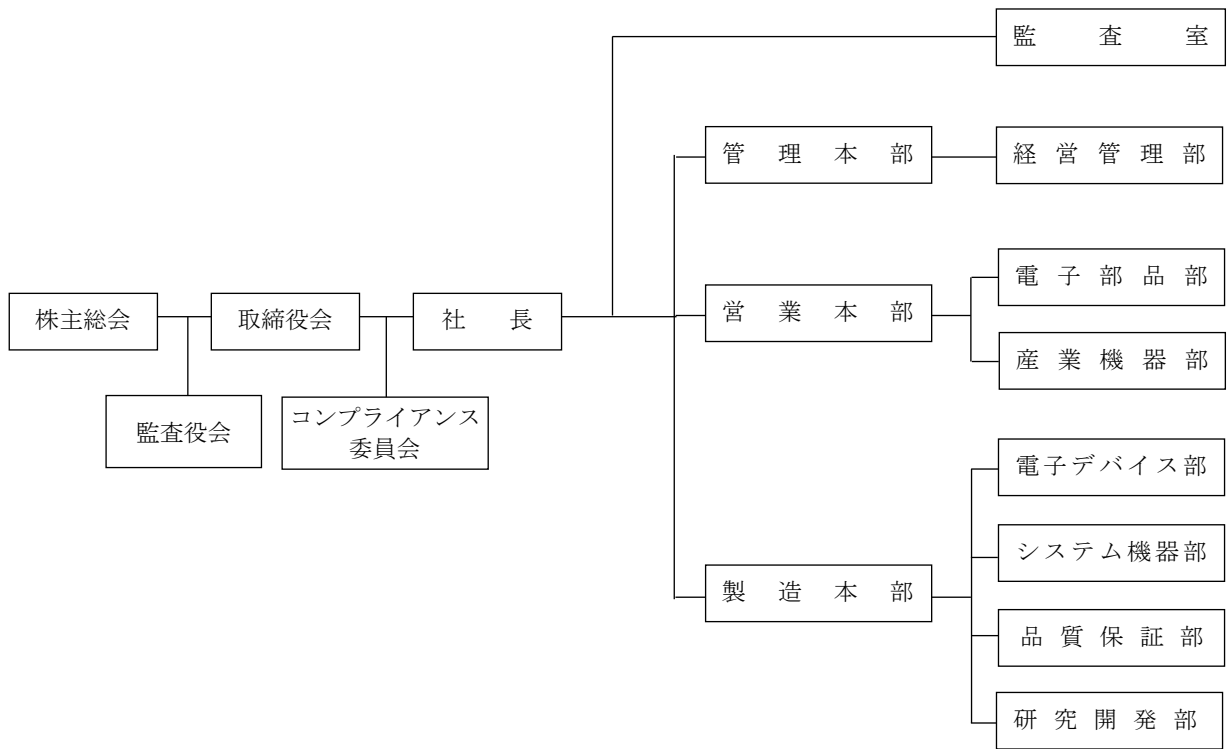 監査室
管理本部
経営管理部
電子部品部
株主総会
取締役会
社長
営業本部
産業機器部
監査役会
コンプライアンス
委員会
電子デバイス部
システム機器部
製造本部
品質保証部
研究開発部